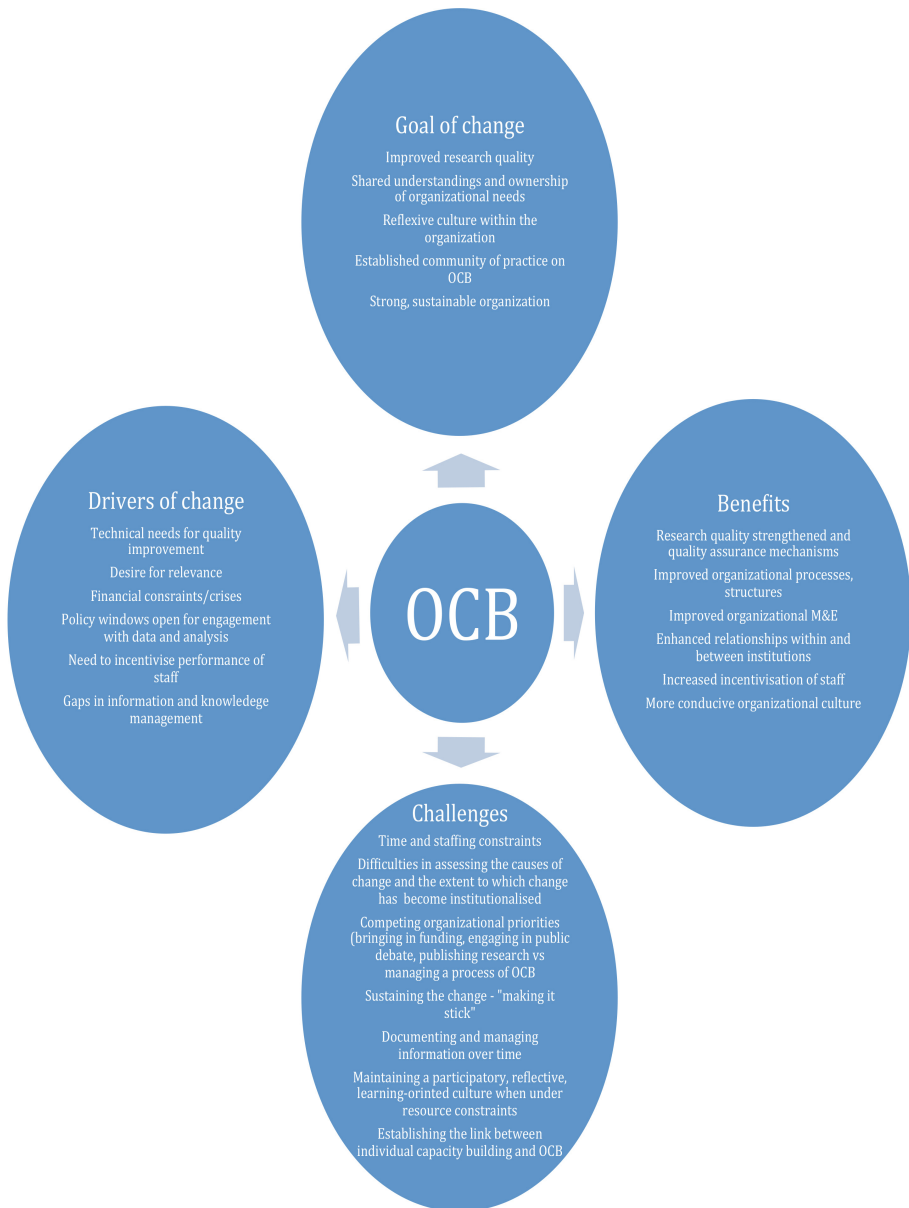 Goal of change
Improved research quality
Shared understandings and ownership
of organizational needs
Reflexive culture within the
organization
Established community of practice on
OCB
Strong, sustainable organization
Drivers of change
Technical needs for quality
improvement
Desire for relevance
Financial consraints/crises
Policy windows open for engagement
with data and analysis
Need to incentivise performance of
staff
Gaps in information and knowledege
management
OCB
Benefits
Research quality strengthened and
quality assurance mechanisms
Improved organizational processes,
structures
Improved organizational M&E
Enhanced relationships within and
between institutions
Increased incentivisation of staff
More conducive organizational culture
Challenges
Time and staffing constraints
Difficulties in assessing the causes of
change and the extent to which change
has become institutionalised
Competing organizational priorities
(bringing in funding, engaging in public
debate, publishing research vs
managing a process of OCB
Sustaining the change - "making it
stick"
Documenting and managing
information over time
Maintaining a participatory, reflective,
learning-orinted culture when under
resource constraints
Establishing the link between
individual capacity building and OCB